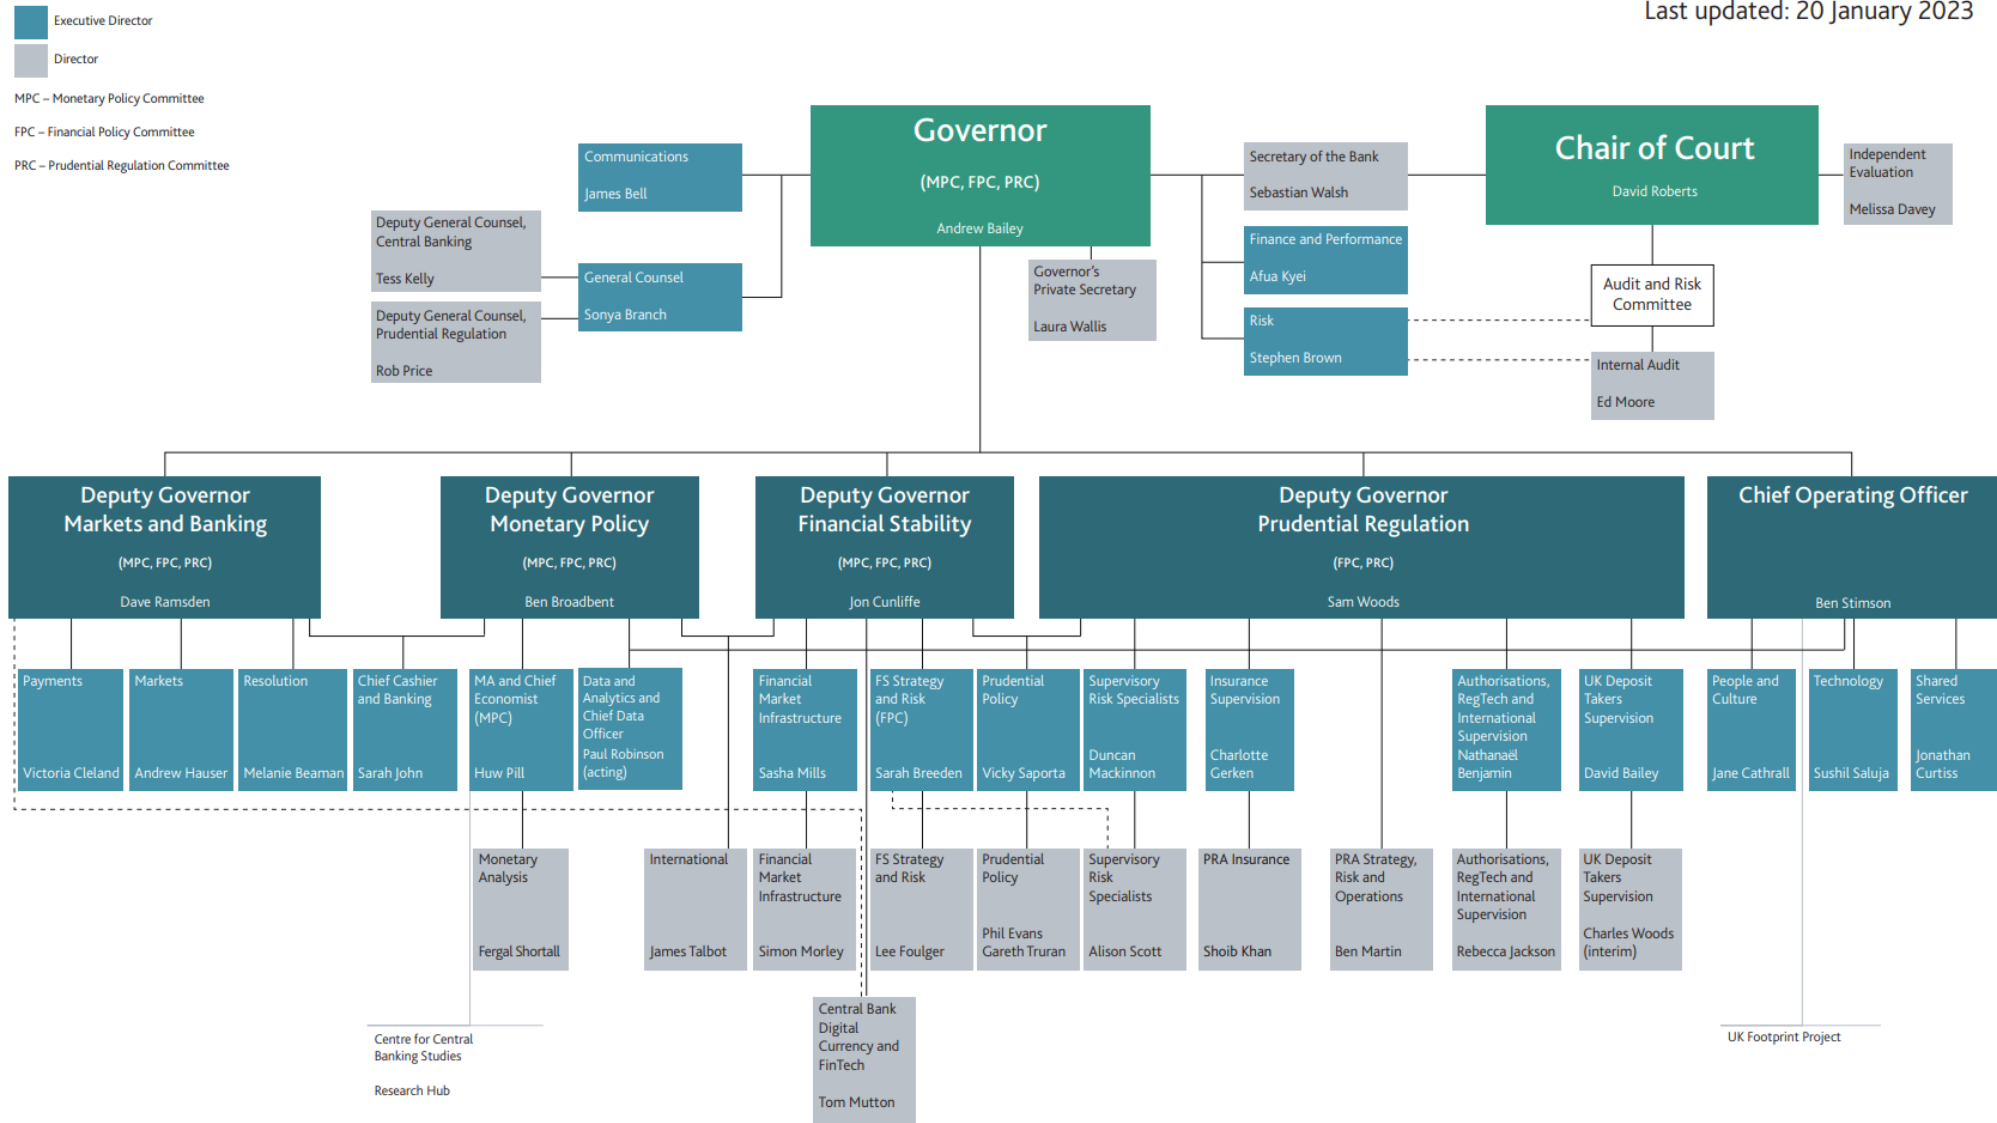 Executive Director
Director
MPC – Monetary Policy Committee
FPC – Financial Policy Committee
PRC – Prudential Regulation Committee
Last updated: 20 January 2023
Governor
(MPC, FPC, PRC)
Andrew Bailey
Chair of Court
David Roberts
Independent
Evaluation
Melissa Davey
Communications
James Bell
Secretary of the Bank
Sebastian Walsh
Deputy General Counsel,
Central Banking
Tess Kelly
General Counsel
Sonya Branch
Deputy General Counsel,
Prudential Regulation
Rob Price
Governor's
Private Secretary
Laura Wallis
Finance and Performance
Afua Kyei
Risk
Stephen Brown
Audit and Risk
Committee
Internal Audit
Ed Moore
Deputy Governor
Markets and Banking
(MPC, FPC, PRC)
Dave Ramsden
Deputy Governor
Monetary Policy
(MPC, FPC, PRC)
Ben Broadbent
Deputy Governor
Financial Stability
(MPC, FPC, PRC)
Jon Cunliffe
Deputy Governor
Prudential Regulation
(FPC, PRC)
Sam Woods
Chief Operating Officer
Ben Stimson
Payments
Victoria Cleland
Markets
Andrew Hauser
Resolution
Melanie Beaman
Chief Cashier
and Banking
Sarah John
MA and Chief
Economist
(MPC)
Huw Pill
Data and
Analytics and
Chief Data
Officer
Paul Robinson
(acting)
Financial
Market
Infrastructure
Sasha Mills
FS Strategy
and Risk
(FPC)
Sarah Breeden
Prudential
Policy
Vicky Saporta
Supervisory
Risk Specialists
Duncan
Mackinnon
Insurance
Supervision
Charlotte
Gerken
Authorisations,
RegTech and
International
Supervision
Nathanaël
Benjamin
UK Deposit
Takers
Supervision
David Bailey
People and
Culture
Jane Cathrall
Technology
Sushil Saluja
Shared
Services
Jonathan
Curtiss
Monetary
Analysis
Fergal Shortall
International
James Talbot
Financial
Market
Infrastructure
Simon Morley
FS Strategy
and Risk
Lee Foulger
Prudential
Policy
Phil Evans
Gareth Truran
Supervisory
Risk
Specialists
Alison Scott
PRA Insurance
Shoib Khan
PRA Strategy,
Risk and
Operations
Ben Martin
Authorisations,
RegTech and
International
Supervision
Rebecca Jackson
UK Deposit
Takers
Supervision
Charles Woods
(interim)
Centre for Central
Banking Studies
Research Hub
Central Bank
Digital
Currency and
FinTech
Tom Mutton
UK Footprint Project